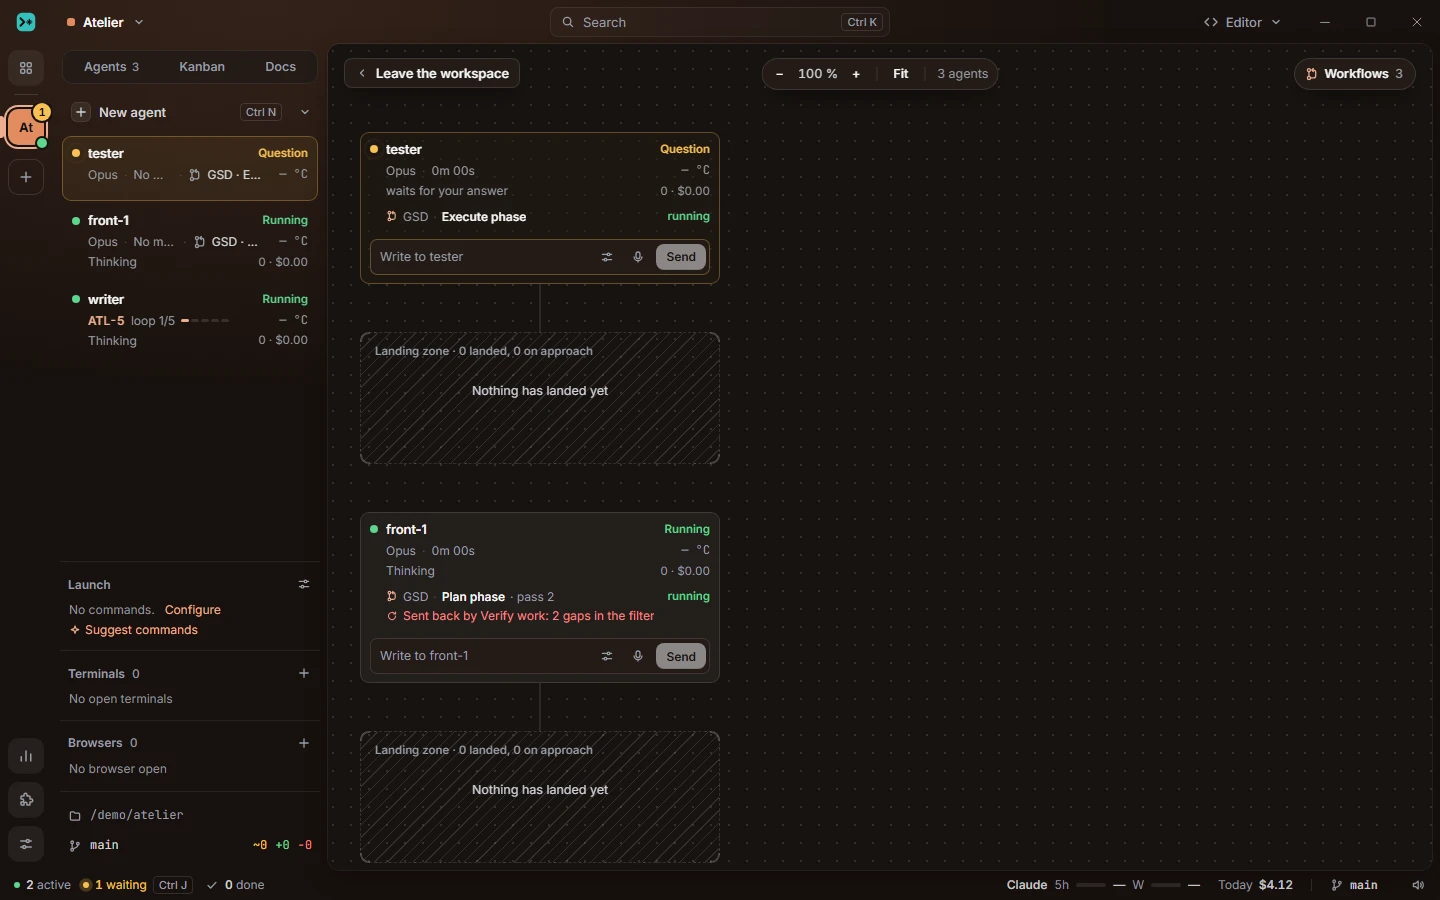 Atelier
Search
Ctrl K
Editor
Agents 3
Kanban
Docs
Leave the workspace
− 100 % +
Fit
3 agents
Workflows 3
New agent
Ctrl N
At
1
tester
Question
Opus · No ... · GSD · E...
— °C
front-1
Running
Opus · No m... · GSD · ...
— °C
Thinking
0 · $0.00
writer
Running
ATL-5 loop 1/5
— °C
Thinking
0 · $0.00
tester
Question
Opus · 0m 00s
— °C
waits for your answer
0 · $0.00
GSD · Execute phase
running
Write to tester
Send
Landing zone · 0 landed, 0 on approach
Nothing has landed yet
front-1
Running
Opus · 0m 00s
— °C
Thinking
0 · $0.00
GSD · Plan phase · pass 2
running
Sent back by Verify work: 2 gaps in the filter
Write to front-1
Send
Landing zone · 0 landed, 0 on approach
Nothing has landed yet
Launch
No commands. Configure
Suggest commands
Terminals 0
No open terminals
Browsers 0
No browser open
/demo/atelier
main
~0 +0 -0
2 active
1 waiting
Ctrl J
0 done
Claude 5h — W —
Today $4.12
main